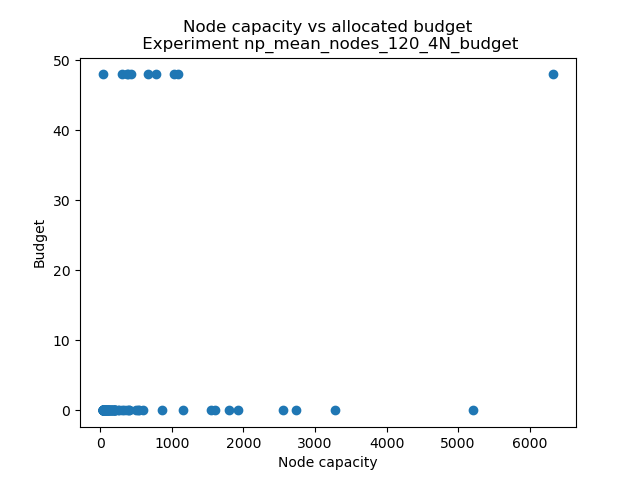 Node capacity vs allocated budget
Experiment np_mean_nodes_120_4N_budget
50
40
30
20
10
0
Budget
0 1000 2000 3000 4000 5000 6000
Node capacity